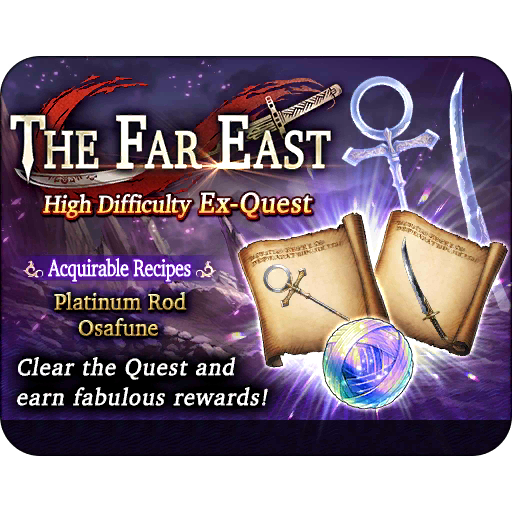 THE FAR EAST
High Difficulty Ex-Quest
Acquirable Recipes
Platinum Rod
Osafune
Clear the Quest and
earn fabulous rewards!